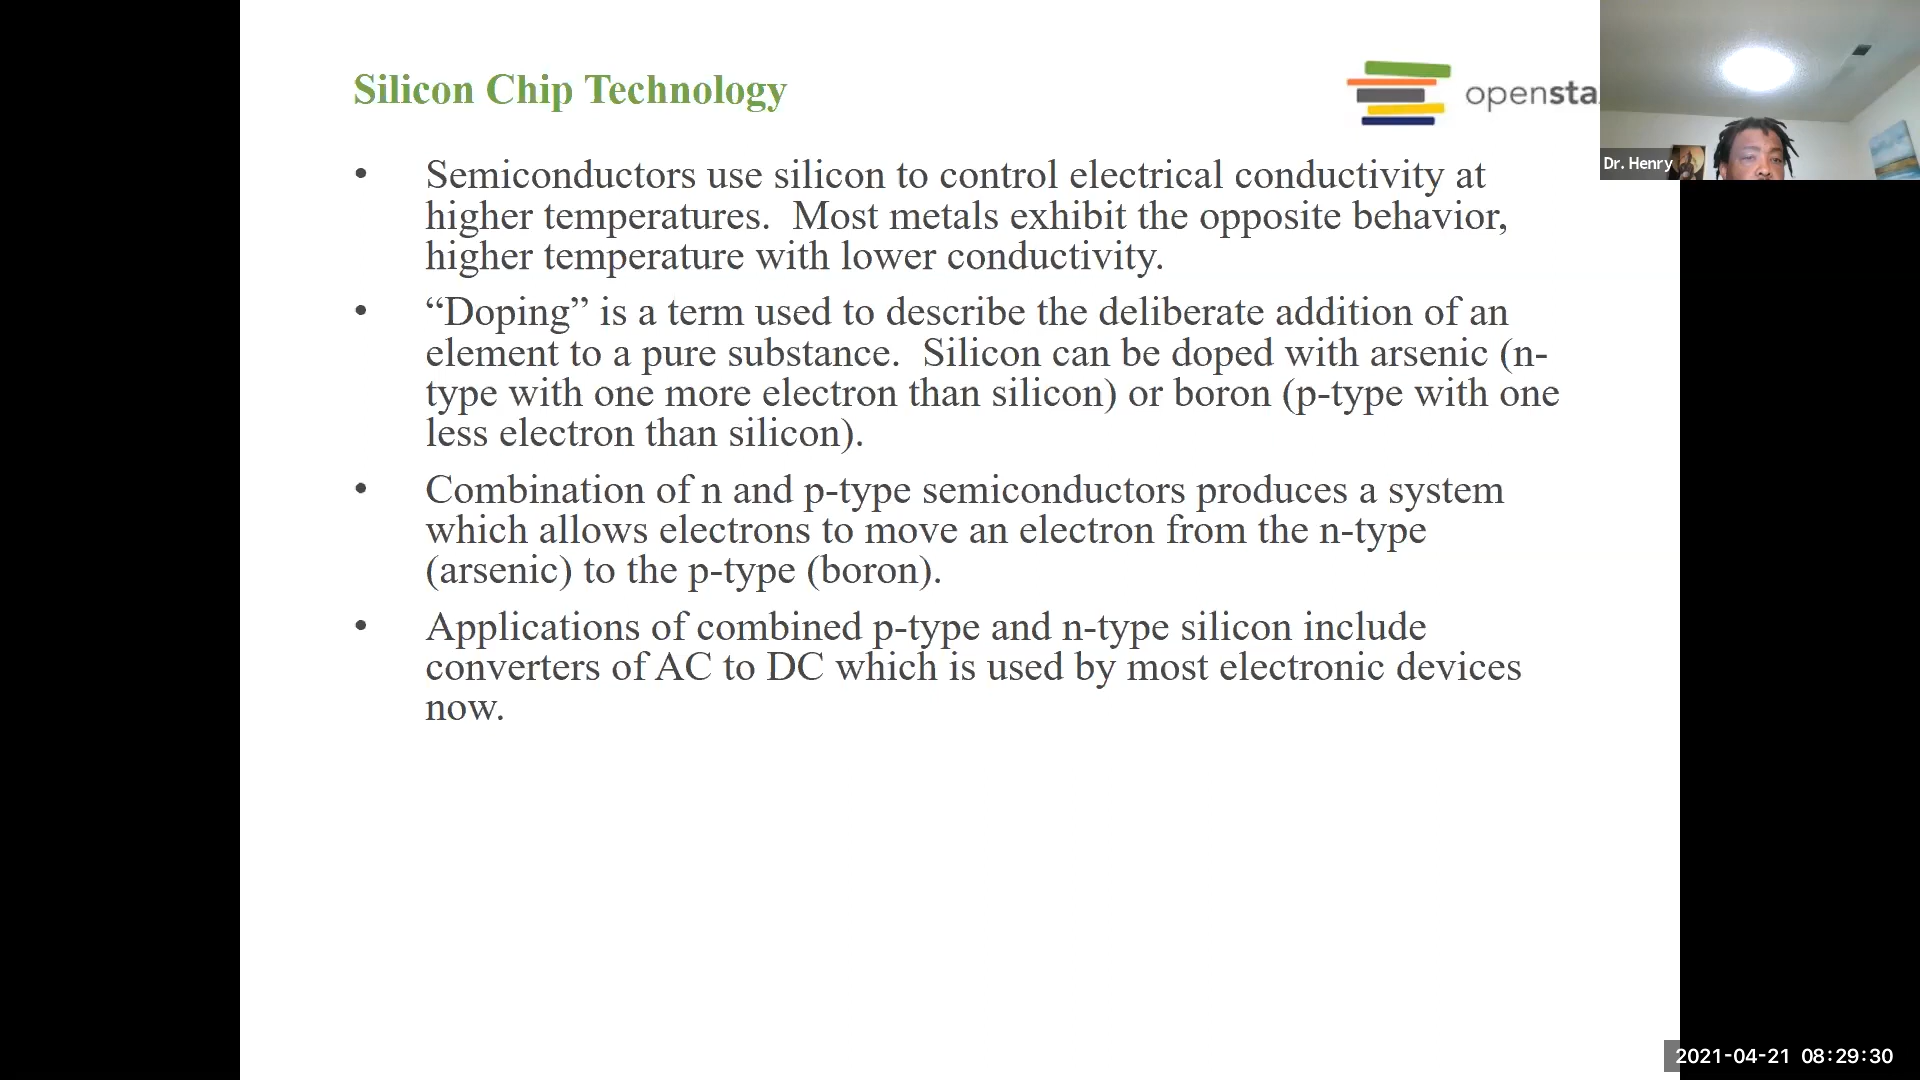 Silicon Chip Technology
opensta
Dr. Henry
• Semiconductors use silicon to control electrical conductivity at
higher temperatures.  Most metals exhibit the opposite behavior,
higher temperature with lower conductivity.
• “Doping” is a term used to describe the deliberate addition of an
element to a pure substance.  Silicon can be doped with arsenic (n-
type with one more electron than silicon) or boron (p-type with one
less electron than silicon).
• Combination of n and p-type semiconductors produces a system
which allows electrons to move an electron from the n-type
(arsenic) to the p-type (boron).
• Applications of combined p-type and n-type silicon include
converters of AC to DC which is used by most electronic devices
now.
2021-04-21 08:29:30